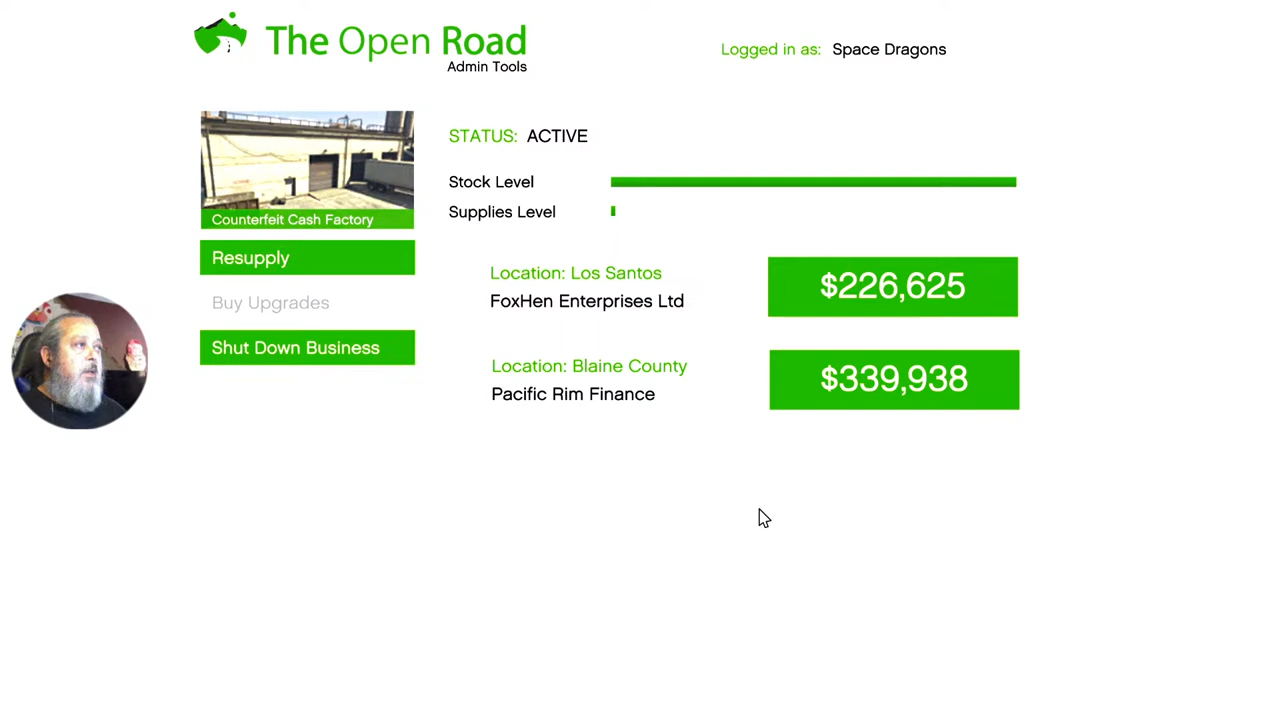 The Open Road
Admin Tools
Logged in as: Space Dragons
Counterfeit Cash Factory
Resupply
Buy Upgrades
Shut Down Business
STATUS: ACTIVE
Stock Level
Supplies Level
Location: Los Santos
FoxHen Enterprises Ltd
$226,625
Location: Blaine County
Pacific Rim Finance
$339,938